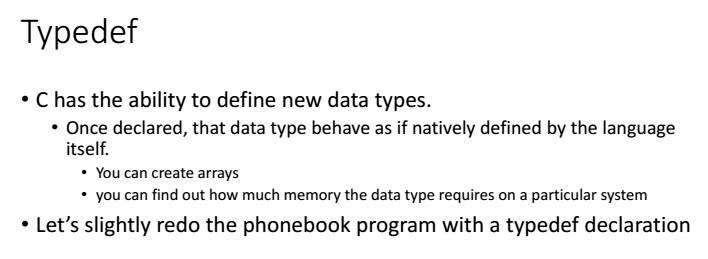 Typedef
• C has the ability to define new data types.
• Once declared, that data type behave as if natively defined by the language
itself.
• You can create arrays
• you can find out how much memory the data type requires on a particular system
• Let’s slightly redo the phonebook program with a typedef declaration